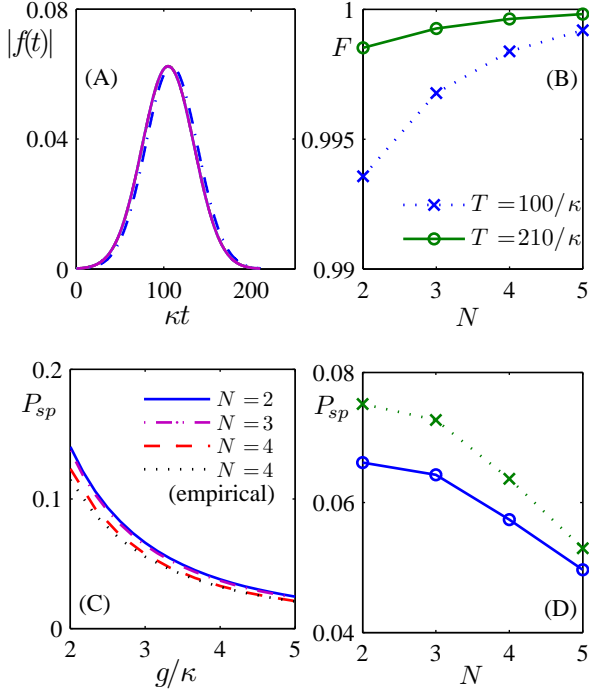 0.08
|f(t)|
(A)
0.04
0
0 100 200
κt
1
F
(B)
0.995
T = 100/κ
T = 210/κ
0.99
2 3 4 5
N
0.2
P_sp
N = 2
N = 3
N = 4
N = 4
(empirical)
0.1
(C)
0
2 3 4 5
g/κ
0.08
P_sp
0.06
(D)
0.04
2 3 4 5
N